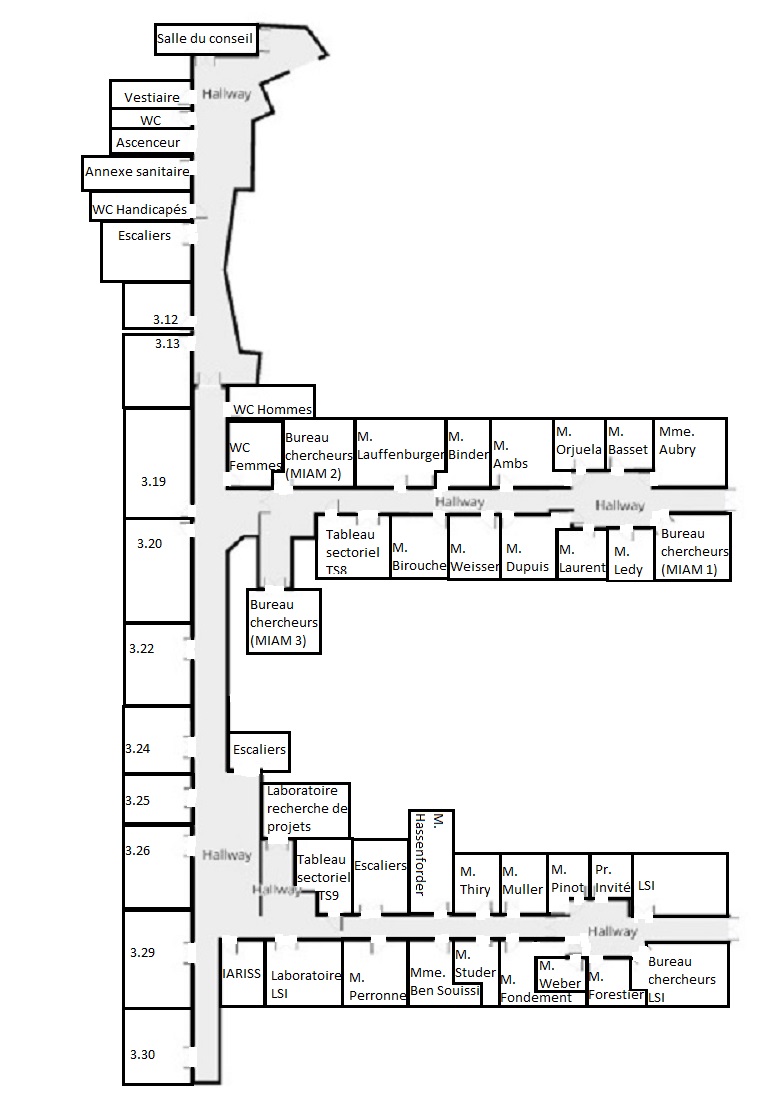 Salle du conseil
Hallway
Vestiaire
WC
Ascenceur
Annexe sanitaire
WC Handicapés
Escaliers
3.12
3.13
WC Hommes
WC
Femmes
Bureau
chercheurs
(MIAM 2)
M.
Lauffenburger
M.
Binder
M.
Ambs
M.
Orjuela
M.
Basset
Mme.
Aubry
3.19
Hallway
Hallway
3.20
Tableau
sectoriel
TS8
M.
Birouche
M.
Weisser
M.
Dupuis
M.
Laurent
M.
Ledy
Bureau
chercheurs
(MIAM 1)
Bureau
chercheurs
(MIAM 3)
3.22
3.24
Escaliers
3.25
Laboratoire
recherche de
projets
3.26
Hallway
Hallway
Tableau
sectoriel
TS9
Escaliers
M.
Hassenforder
M.
Thiry
M.
Muller
M.
Pinot
Pr.
Invité
LSI
Hallway
3.29
IARISS
Laboratoire
LSI
M.
Perronne
Mme.
Ben Souissi
M.
Studer
M.
Fondement
M.
Weber
M.
Forestier
Bureau
chercheurs
LSI
3.30